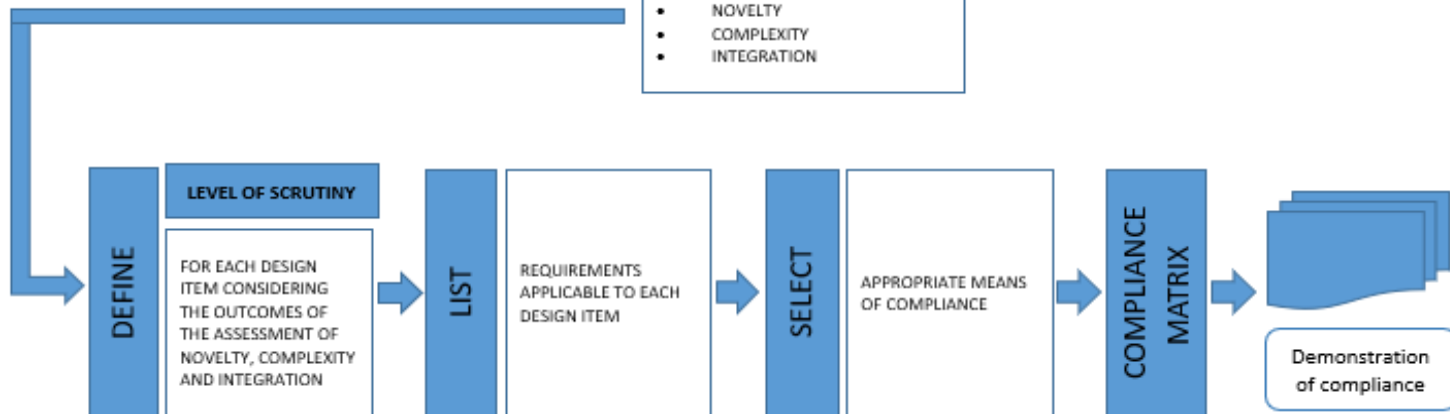 • NOVELTY
• COMPLEXITY
• INTEGRATION
DEFINE
LEVEL OF SCRUTINY
FOR EACH DESIGN
ITEM CONSIDERING
THE OUTCOMES OF
THE ASSESSMENT OF
NOVELTY, COMPLEXITY
AND INTEGRATION
LIST
REQUIREMENTS
APPLICABLE TO EACH
DESIGN ITEM
SELECT
APPROPRIATE MEANS
OF COMPLIANCE
COMPLIANCE
MATRIX
Demonstration
of compliance